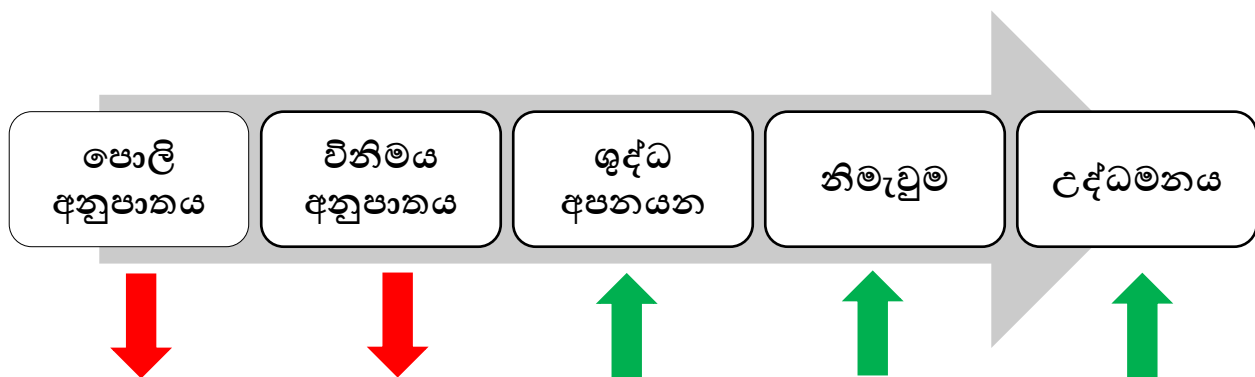 පොලි
අනුපාතය
විනිමය
අනුපාතය
ශුද්ධ
අපනයන
නිමැවුම
උද්ධමනය